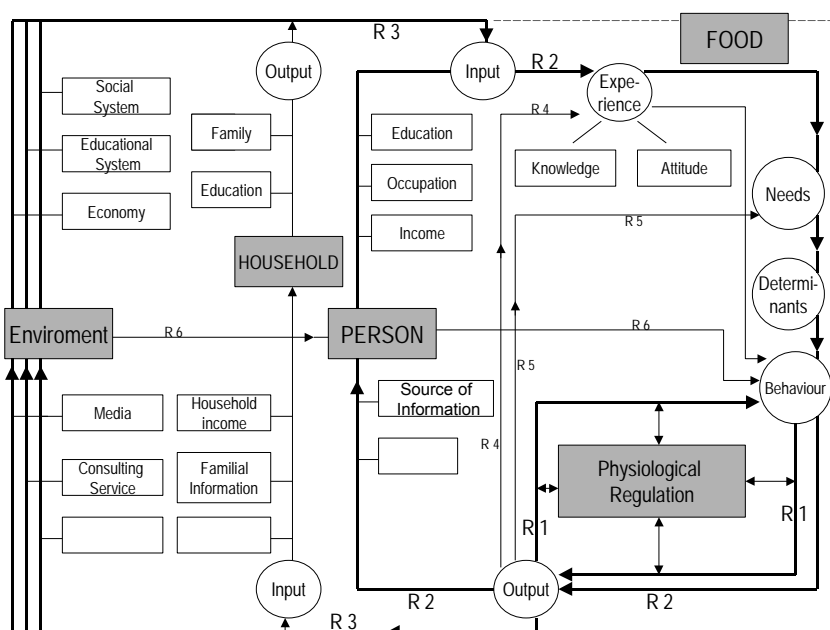 R 3
FOOD
Output
Input
R 2
Expe-
rience
Social
System
R 4
Family
Education
Educational
System
Knowledge
Attitude
Education
Occupation
Needs
Economy
Income
R 5
HOUSEHOLD
Determi-
nants
Enviroment
R 6
PERSON
R 6
R 5
Behaviour
Source of
Information
Media
Household
income
R 4
Consulting
Service
Familial
Information
Physiological
Regulation
R 1
R 1
Input
Output
R 2
R 2
R 3